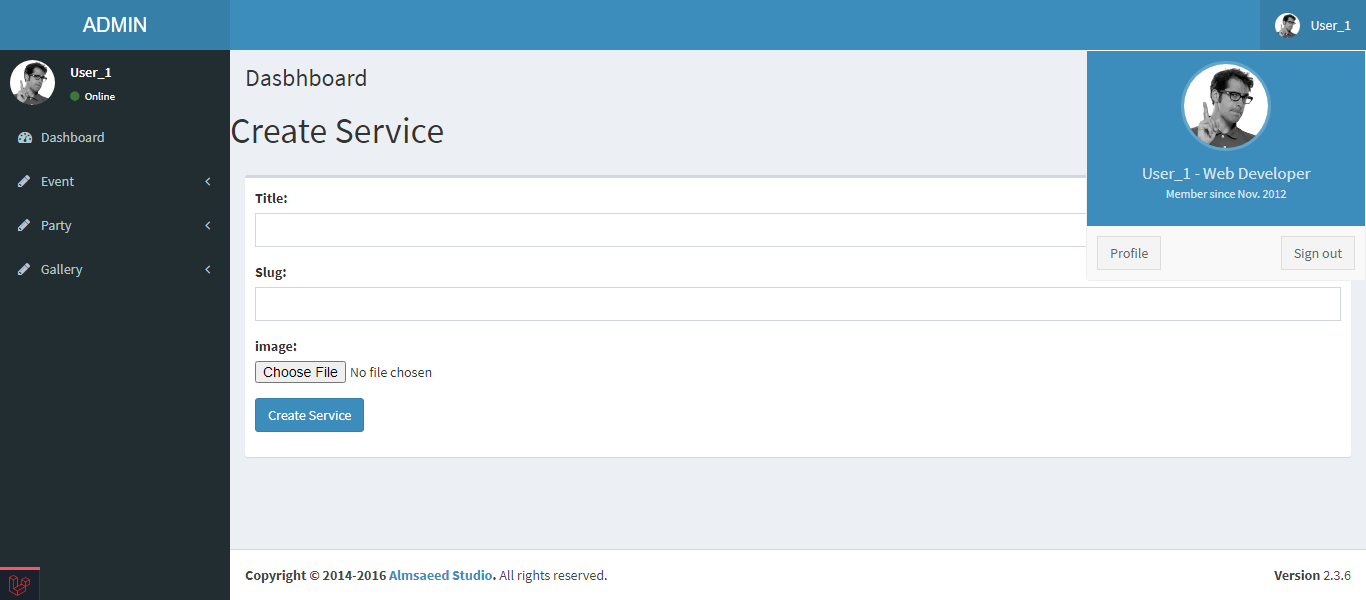 ADMIN
User_1
User_1
Online
Dashboard
Event
Party
Gallery
Dasbhboard
Create Service
User_1 - Web Developer
Member since Nov. 2012
Profile
Sign out
Title:
Slug:
image:
Choose File No file chosen
Create Service
Copyright © 2014-2016 Almsaeed Studio. All rights reserved.
Version 2.3.6